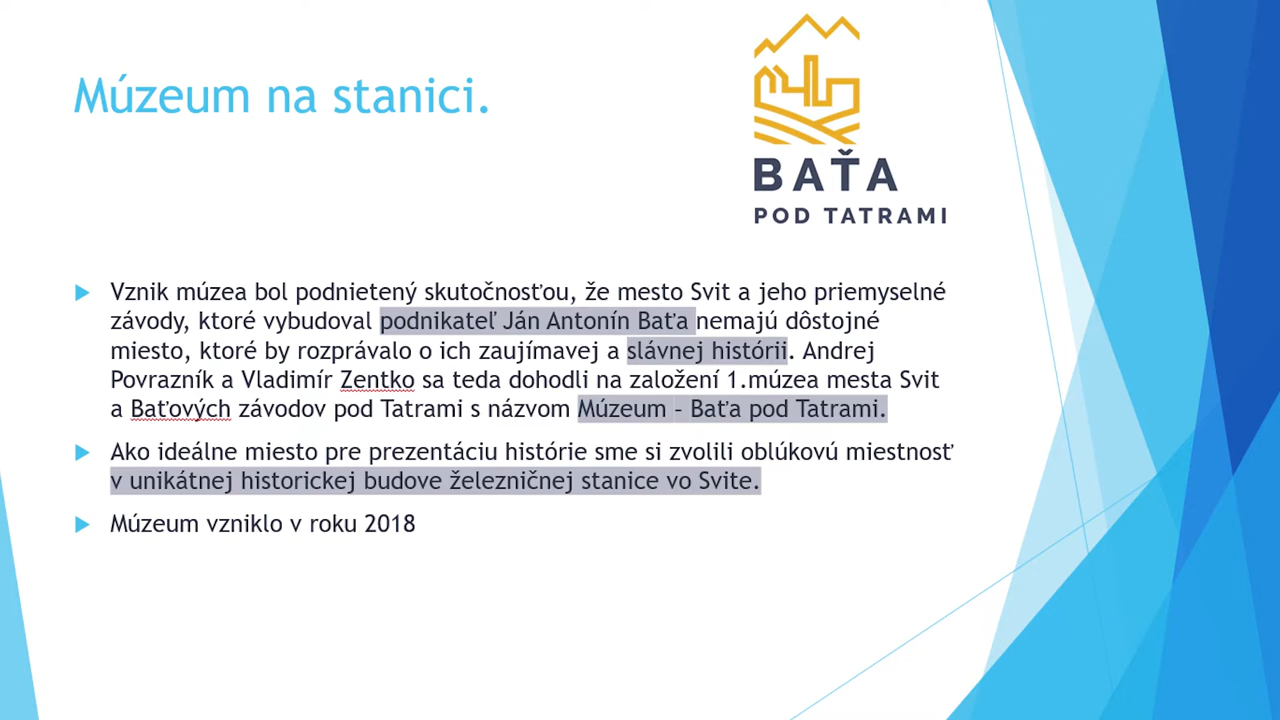 Múzeum na stanici.
BAŤA
POD TATRAMI
Vznik múzea bol podnietený skutočnosťou, že mesto Svit a jeho priemyselné
závody, ktoré vybudoval podnikateľ Ján Antonín Baťa nemajú dôstojné
miesto, ktoré by rozprávalo o ich zaujímavej a slávnej histórii. Andrej
Povrazník a Vladimír Zentko sa teda dohodli na založení 1.múzea mesta Svit
a Baťových závodov pod Tatrami s názvom Múzeum – Baťa pod Tatrami.
Ako ideálne miesto pre prezentáciu histórie sme si zvolili oblúkovú miestnosť
v unikátnej historickej budove železničnej stanice vo Svite.
Múzeum vzniklo v roku 2018